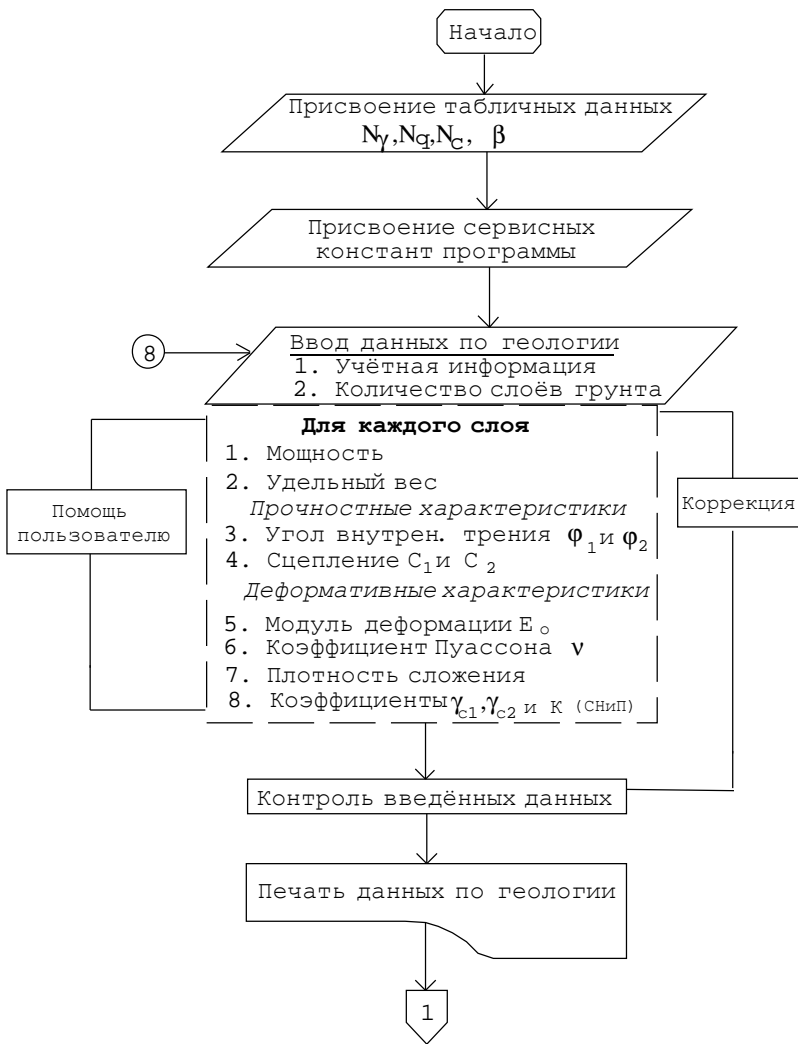 Начало
Присвоение табличных данных
Nγ,Nq,NC, β
Присвоение сервисных
констант программы
8
Ввод данных по геологии
1. Учётная информация
2. Количество слоёв грунта
Для каждого слоя
1. Мощность
2. Удельный вес
Прочностные характеристики
3. Угол внутрен. трения φ1 и φ2
4. Сцепление C1 и C2
Деформативные характеристики
5. Модуль деформации Eo
6. Коэффициент Пуассона ν
7. Плотность сложения
8. Коэффициенты γc1,γc2 и К (СНиП)
Помощь
пользователю
Коррекция
Контроль введённых данных
Печать данных по геологии
1